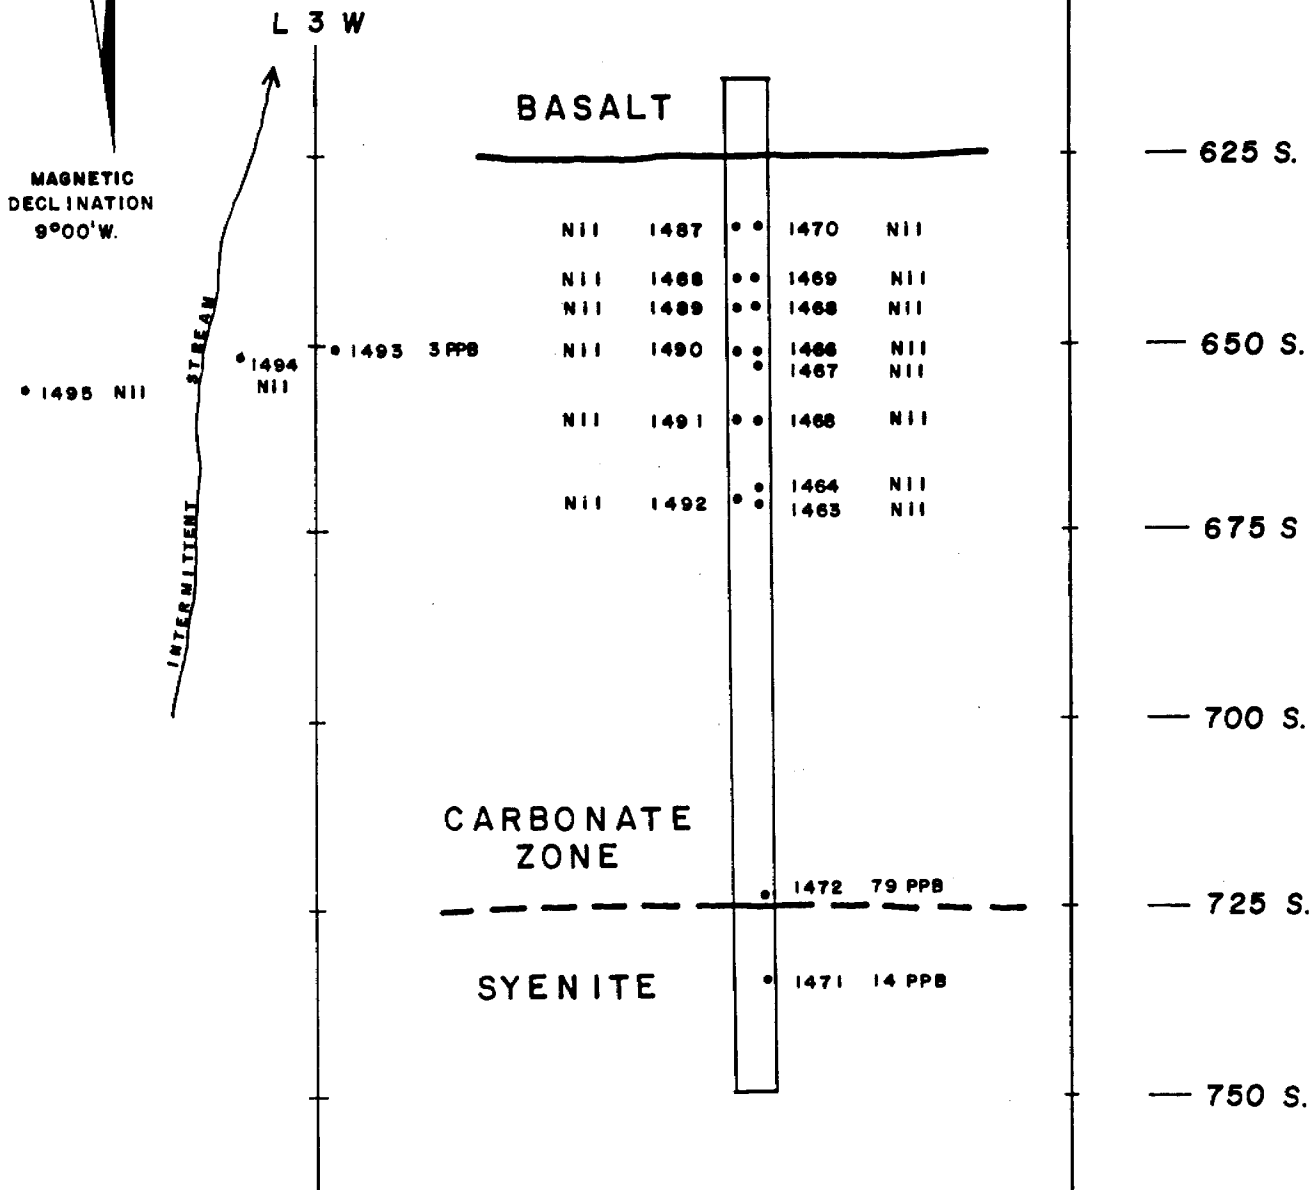 L 3 W
BASALT
625 S.
MAGNETIC
DECLINATION
9°00'W.
Nil 1487 1470 Nil
Nil 1488 1469 Nil
Nil 1489 1468 Nil
STREAM
1493 3 PPB
Nil 1490 1466 Nil
650 S.
1494
Nil
1467 Nil
1495 Nil
Nil 1491 1465 Nil
1464 Nil
Nil 1492
1463 Nil
INTERMITTENT
675 S
700 S.
CARBONATE
ZONE
1472 79 PPB
725 S.
SYENITE
1471 14 PPB
750 S.